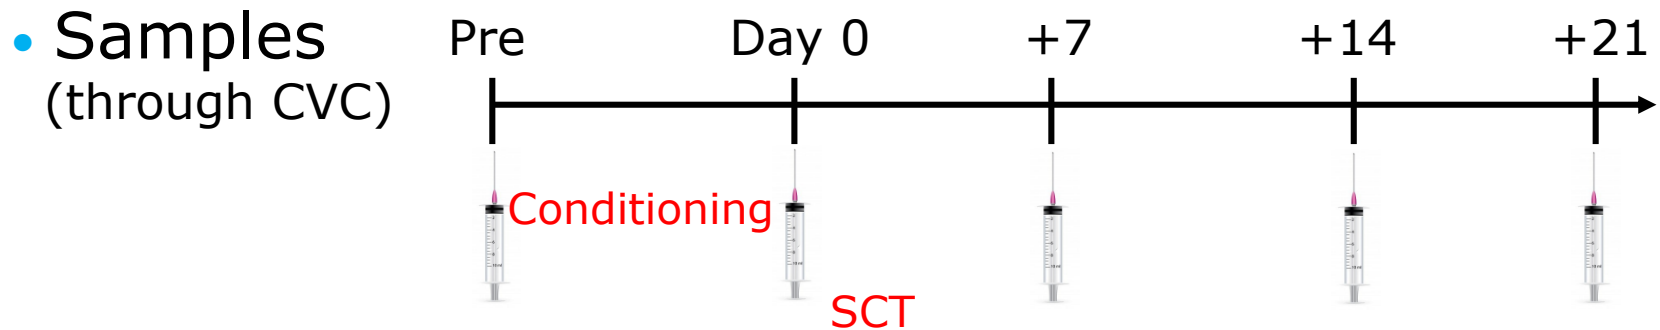 • Samples
(through CVC)
Pre Day 0 +7 +14 +21
Conditioning
SCT